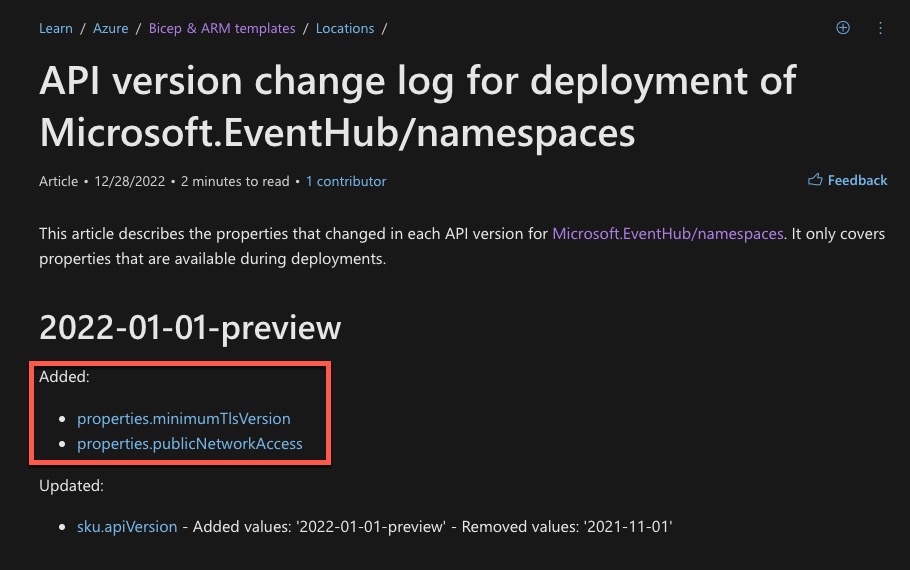 Learn / Azure / Bicep & ARM templates / Locations /
API version change log for deployment of
Microsoft.EventHub/namespaces
Article • 12/28/2022 • 2 minutes to read • 1 contributor
Feedback
This article describes the properties that changed in each API version for Microsoft.EventHub/namespaces. It only covers
properties that are available during deployments.
2022-01-01-preview
Added:
• properties.minimumTlsVersion
• properties.publicNetworkAccess
Updated:
• sku.apiVersion - Added values: '2022-01-01-preview' - Removed values: '2021-11-01'